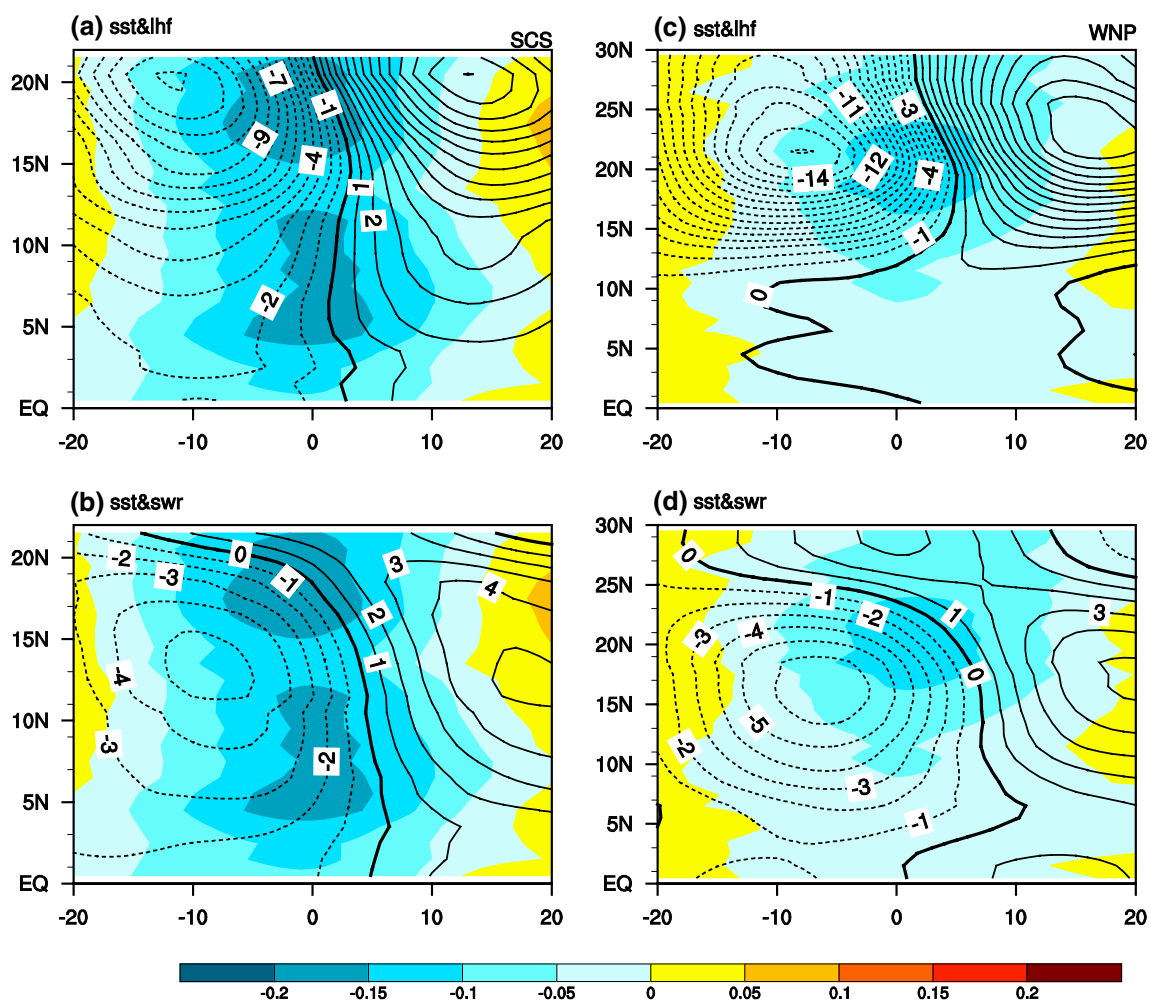 (a) sst&lhf
SCS
20N
15N
10N
5N
EQ
-20 -10 0 10 20
-7
-1
-9
-4
1
2
-2
(c) sst&lhf
WNP
30N
25N
20N
15N
10N
5N
EQ
-20 -10 0 10 20
-11
-3
-14
-12
-4
-1
0
(b) sst&swr
20N
15N
10N
5N
EQ
-20 -10 0 10 20
-2
0
3
-3
-1
4
2
1
-4
-3
-2
(d) sst&swr
30N
25N
20N
15N
10N
5N
EQ
-20 -10 0 10 20
0
-1
-2
1
3
-3
-4
0
-5
-2
-3
-1
-0.2 -0.15 -0.1 -0.05 0 0.05 0.1 0.15 0.2